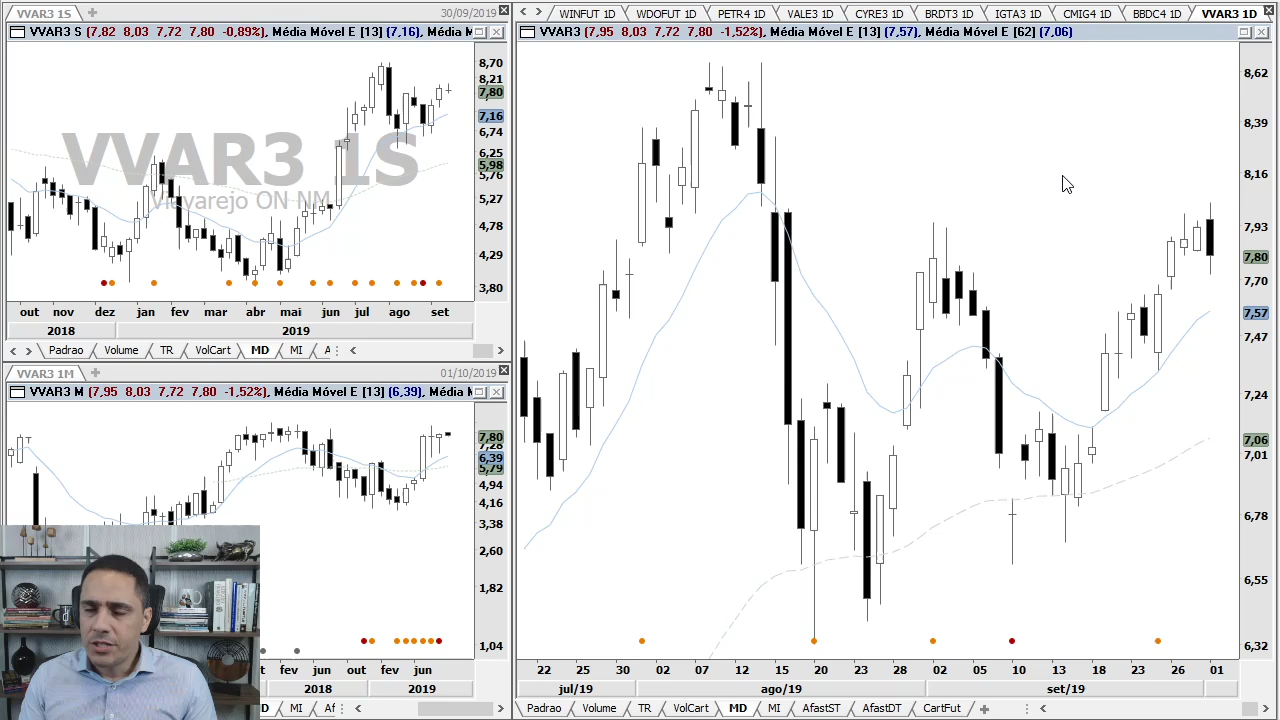 VVAR3 1S
30/09/2019
VVAR3 S (7,82 8,03 7,72 7,80 -0,89%), Média Móvel E [13] (7,16), Média M
8,70
8,21
7,80
7,16
6,74
6,25
5,98
5,76
5,27
4,78
4,29
3,80
VVAR3 1S
Viavarejo ON NM
out nov dez jan fev mar abr mai jun jul ago set
2018 2019
Padrao Volume TR VolCart MD MI A
VVAR3 1M
01/10/2019
VVAR3 M (7,95 8,03 7,72 7,80 -1,52%), Média Móvel E [13] (6,39), Média M
7,80
7,28
6,39
5,79
4,94
4,16
3,38
2,60
1,82
1,04
fev jun out fev jun
2018 2019
D MI Af
WINFUT 1D WDOFUT 1D PETR4 1D VALE3 1D CYRE3 1D BRDT3 1D IGTA3 1D CMIG4 1D BBDC4 1D VVAR3 1D
VVAR3 (7,95 8,03 7,72 7,80 -1,52%), Média Móvel E [13] (7,57), Média Móvel E [62] (7,06)
8,62
8,39
8,16
7,93
7,80
7,70
7,57
7,47
7,24
7,06
7,01
6,78
6,55
6,32
22 25 30 02 07 12 15 20 23 28 02 05 10 13 18 23 26 01
jul/19 ago/19 set/19
Padrao Volume TR VolCart MD MI AfastST AfastDT CartFut